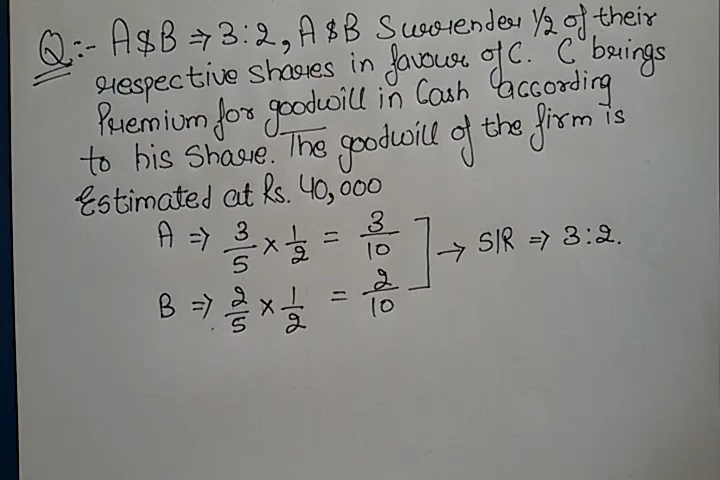 Q:- A $ B ⇒ 3:2, A $ B Surrender 1/2 of their
respective shares in favour of C. C brings
Premium for goodwill in Cash according
to his Share. The goodwill of the firm is
Estimated at Rs. 40,000
A ⇒ 3/5 × 1/2 = 3/10 → S/R ⇒ 3:2.
B ⇒ 2/5 × 1/2 = 2/10